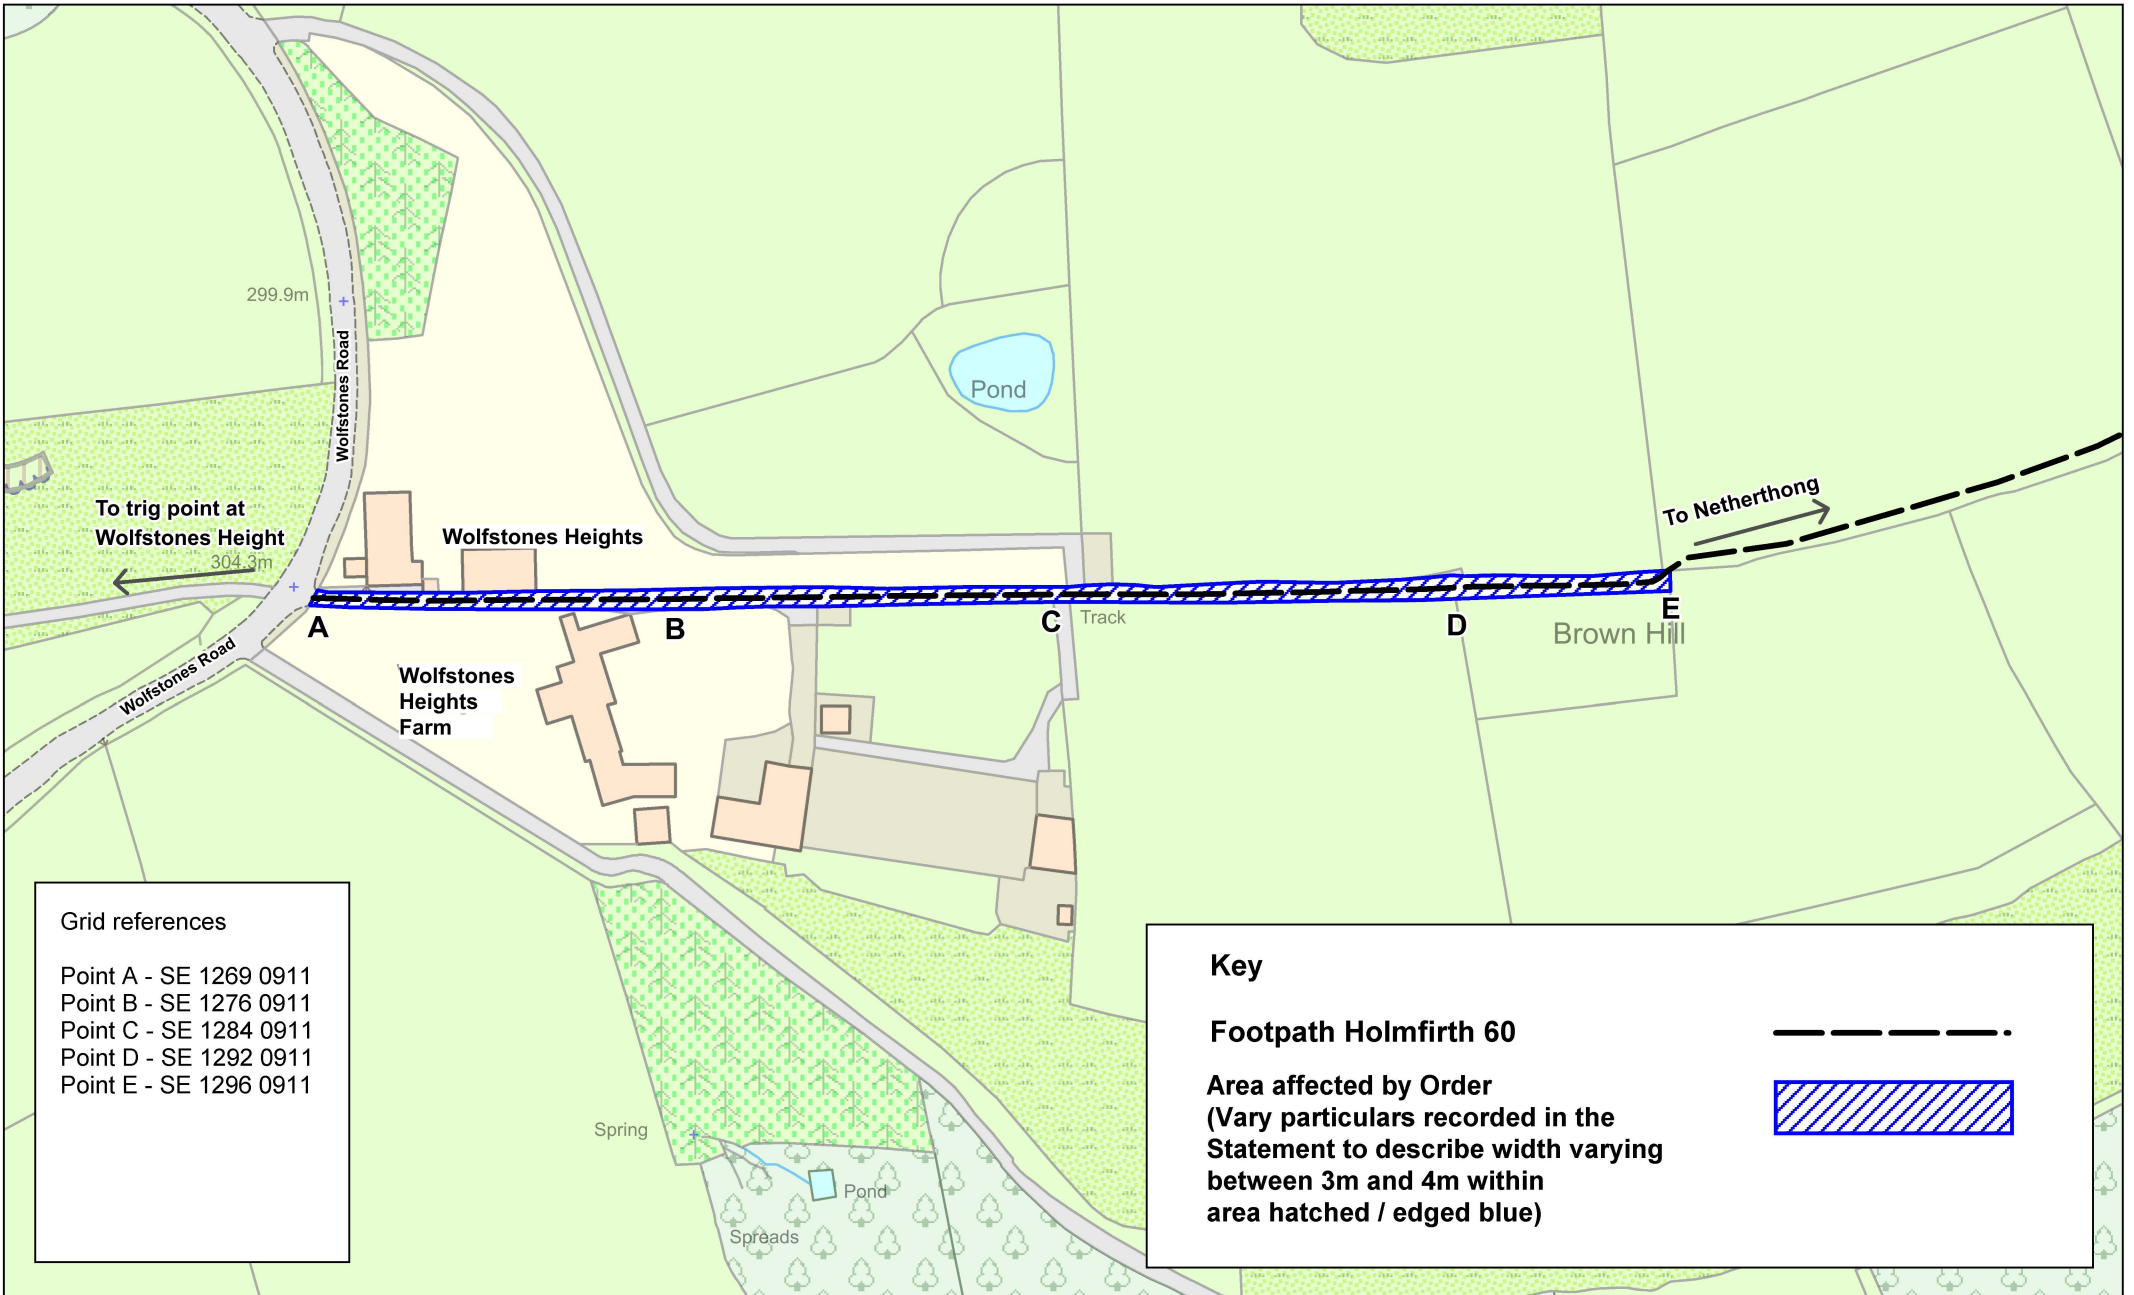 299.9m
Wolfstones Road
Pond
To Netherthong
To trig point at
Wolfstones Height
304.3m
Wolfstones Heights
A
B
C
Track
D
E
Brown Hill
Wolfstones Road
Wolfstones
Heights
Farm
Grid references
Point A - SE 1269 0911
Point B - SE 1276 0911
Point C - SE 1284 0911
Point D - SE 1292 0911
Point E - SE 1296 0911
Spring
Pond
Spreads
Key
Footpath Holmfirth 60
Area affected by Order
(Vary particulars recorded in the
Statement to describe width varying
between 3m and 4m within
area hatched / edged blue)